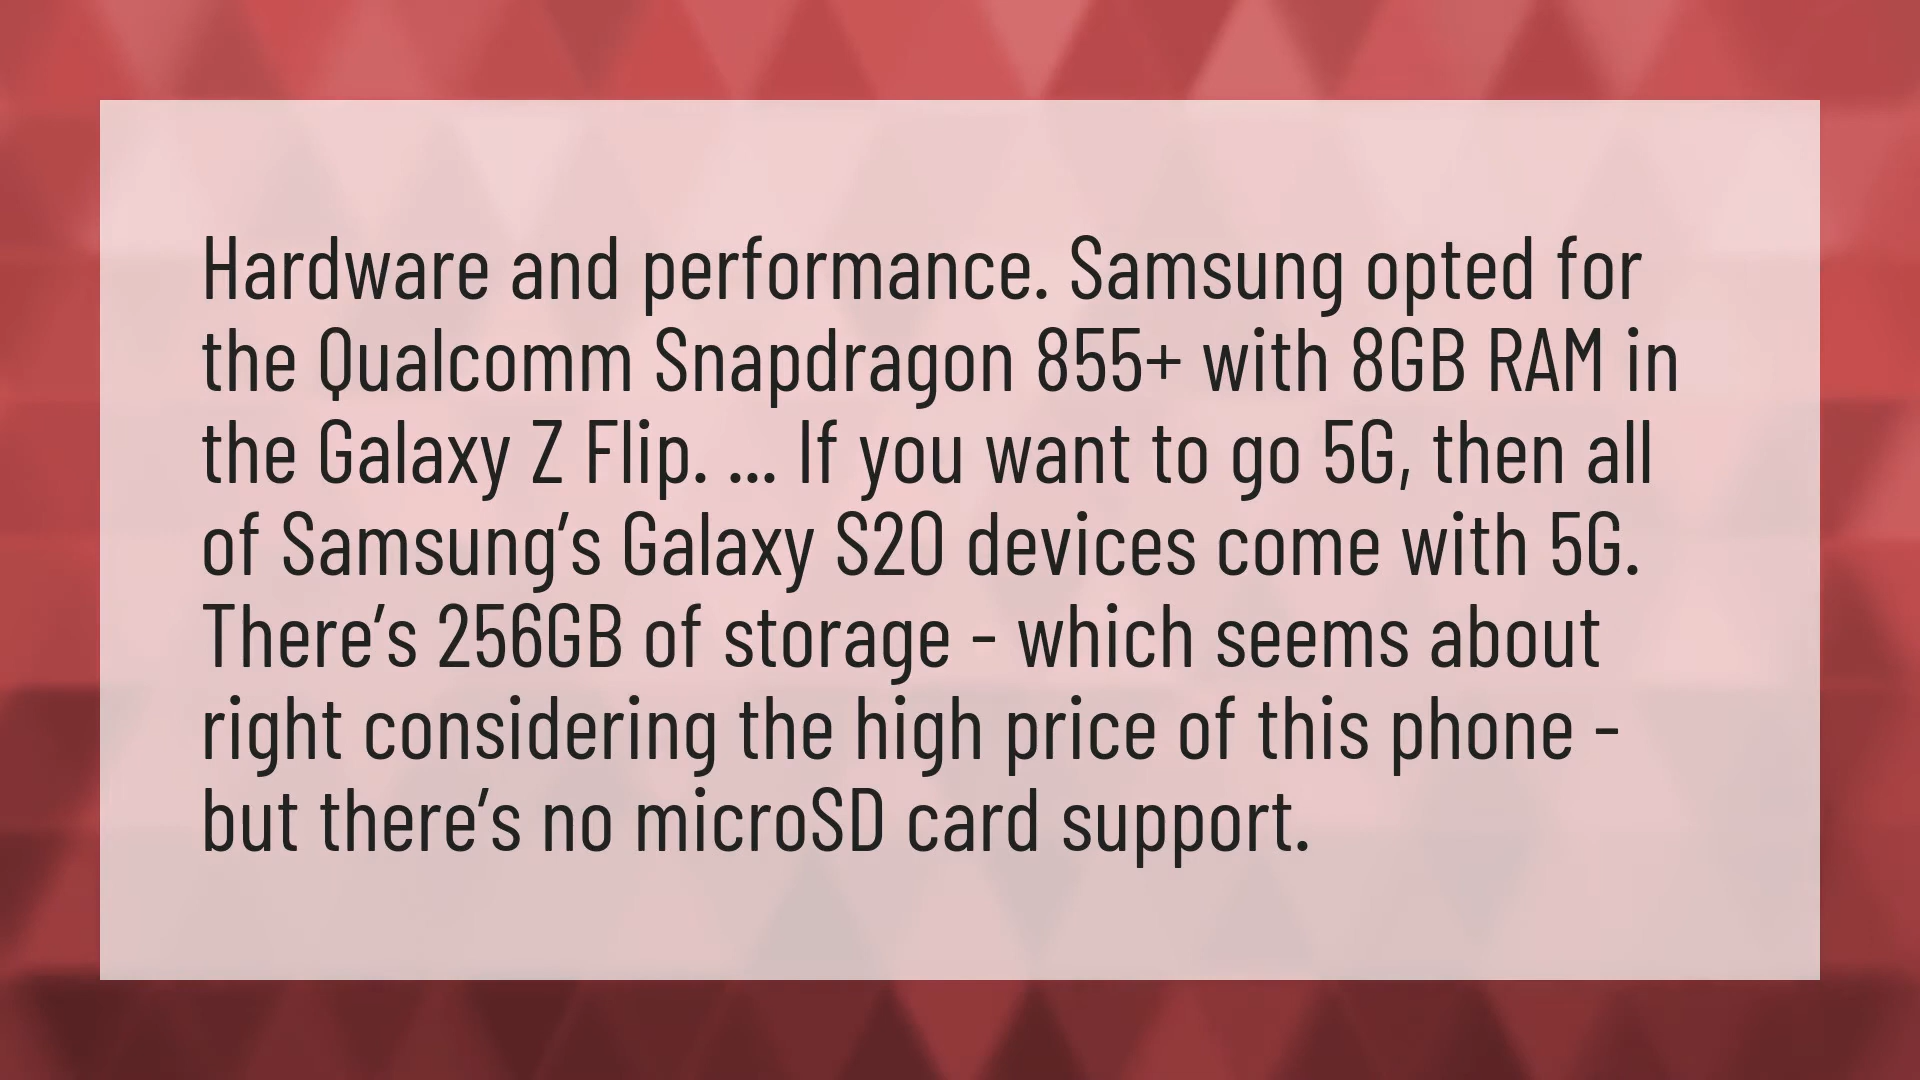 Hardware and performance. Samsung opted for
the Qualcomm Snapdragon 855+ with 8GB RAM in
the Galaxy Z Flip. ... If you want to go 5G, then all
of Samsung's Galaxy S20 devices come with 5G.
There's 256GB of storage - which seems about
right considering the high price of this phone -
but there's no microSD card support.